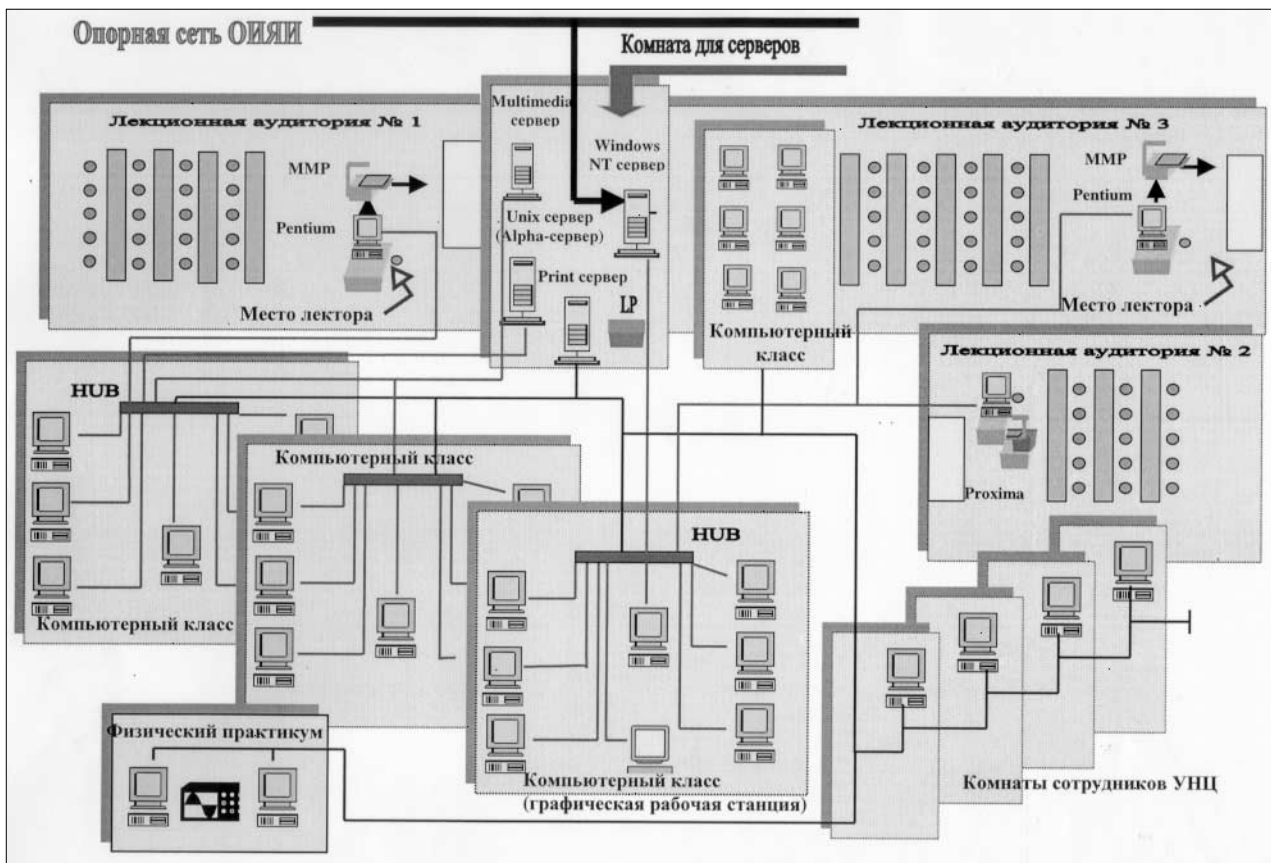 Опорная сеть ОИЯИ
Комната для серверов
Лекционная аудитория № 1
MMP
Pentium
Место лектора
Multimedia
сервер
Windows
NT сервер
Unix сервер
(Alpha-сервер)
Print сервер
LP
Компьютерный
класс
Лекционная аудитория № 3
MMP
Pentium
Место лектора
Лекционная аудитория № 2
Proxima
HUB
Компьютерный класс
Компьютерный класс
HUB
Компьютерный класс
(графическая рабочая станция)
Физический практикум
Комнаты сотрудников УНЦ